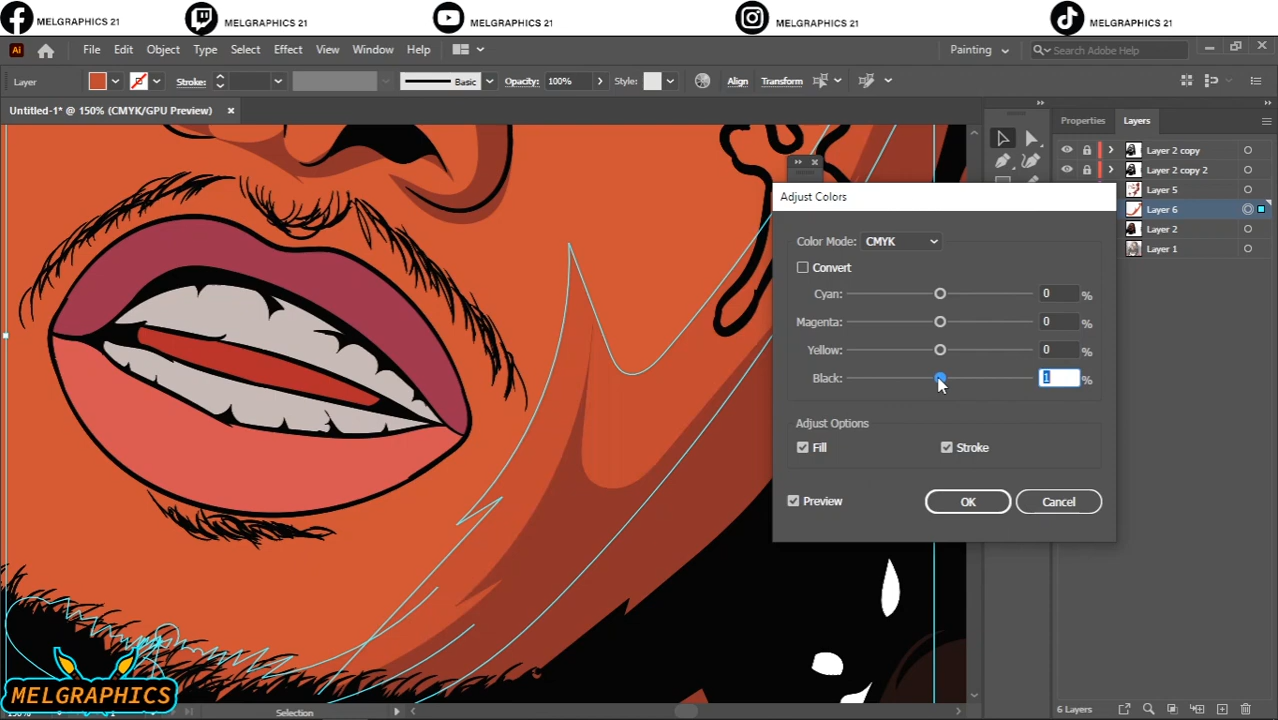 MELGRAPHICS 21 MELGRAPHICS 21 MELGRAPHICS 21 MELGRAPHICS 21 MELGRAPHICS 21
Ai File Edit Object Type Select Effect View Window Help Painting Search Adobe Help
Layer Stroke: Basic Opacity: 100% Style: Align Transform
Untitled-1* @ 150% (CMYK/GPU Preview)
Properties Layers
Layer 2 copy
Layer 2 copy 2
Layer 5
Layer 6
Layer 2
Layer 1
Adjust Colors
Color Mode: CMYK
Convert
Cyan: 0 %
Magenta: 0 %
Yellow: 0 %
Black: 1 %
Adjust Options
Fill Stroke
Preview OK Cancel
MELGRAPHICS
Selection
6 Layers